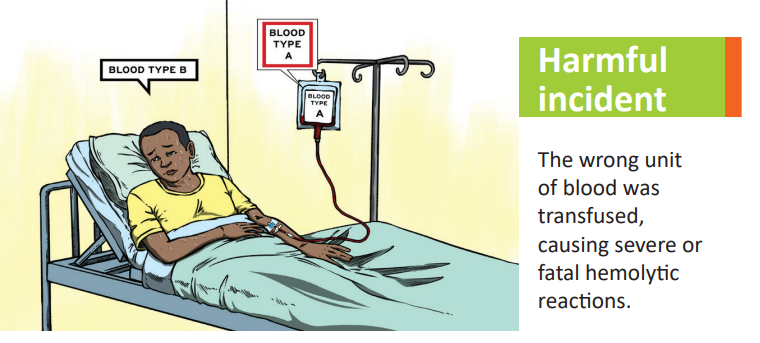 BLOOD TYPE B
BLOOD
TYPE
A
BLOOD
TYPE
A
Harmful
incident
The wrong unit
of blood was
transfused,
causing severe or
fatal hemolytic
reactions.